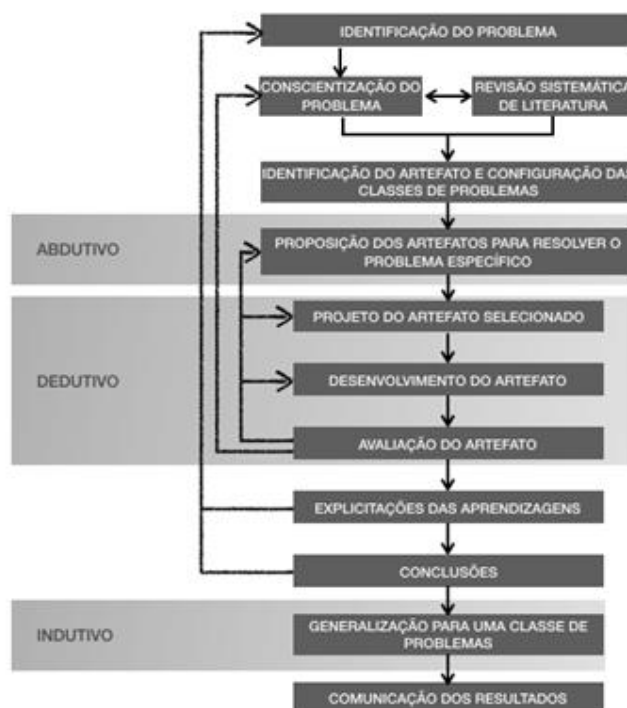 IDENTIFICAÇÃO DO PROBLEMA
CONSCIENTIZAÇÃO DO
PROBLEMA
REVISÃO SISTEMÁTICA
DE LITERATURA
IDENTIFICAÇÃO DO ARTEFATO E CONFIGURAÇÃO DAS
CLASSES DE PROBLEMAS
ABDUTIVO
PROPOSIÇÃO DOS ARTEFATOS PARA RESOLVER O
PROBLEMA ESPECÍFICO
DEDUTIVO
PROJETO DO ARTEFATO SELECIONADO
DESENVOLVIMENTO DO ARTEFATO
AVALIAÇÃO DO ARTEFATO
EXPLICITAÇÕES DAS APRENDIZAGENS
CONCLUSÕES
INDUTIVO
GENERALIZAÇÃO PARA UMA CLASSE DE
PROBLEMAS
COMUNICAÇÃO DOS RESULTADOS